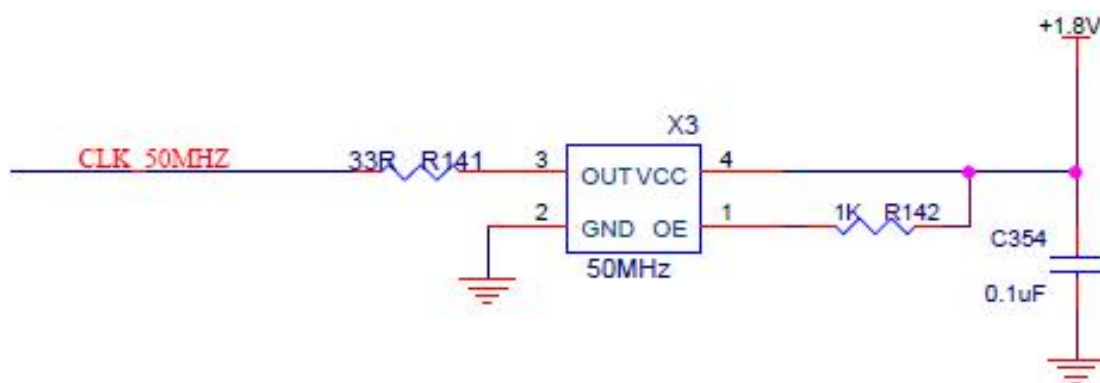 +1.8V
X3
CLK_50MHZ
33R R141
3
OUT VCC
4
2
GND OE
1
1K R142
50MHz
C354
0.1uF